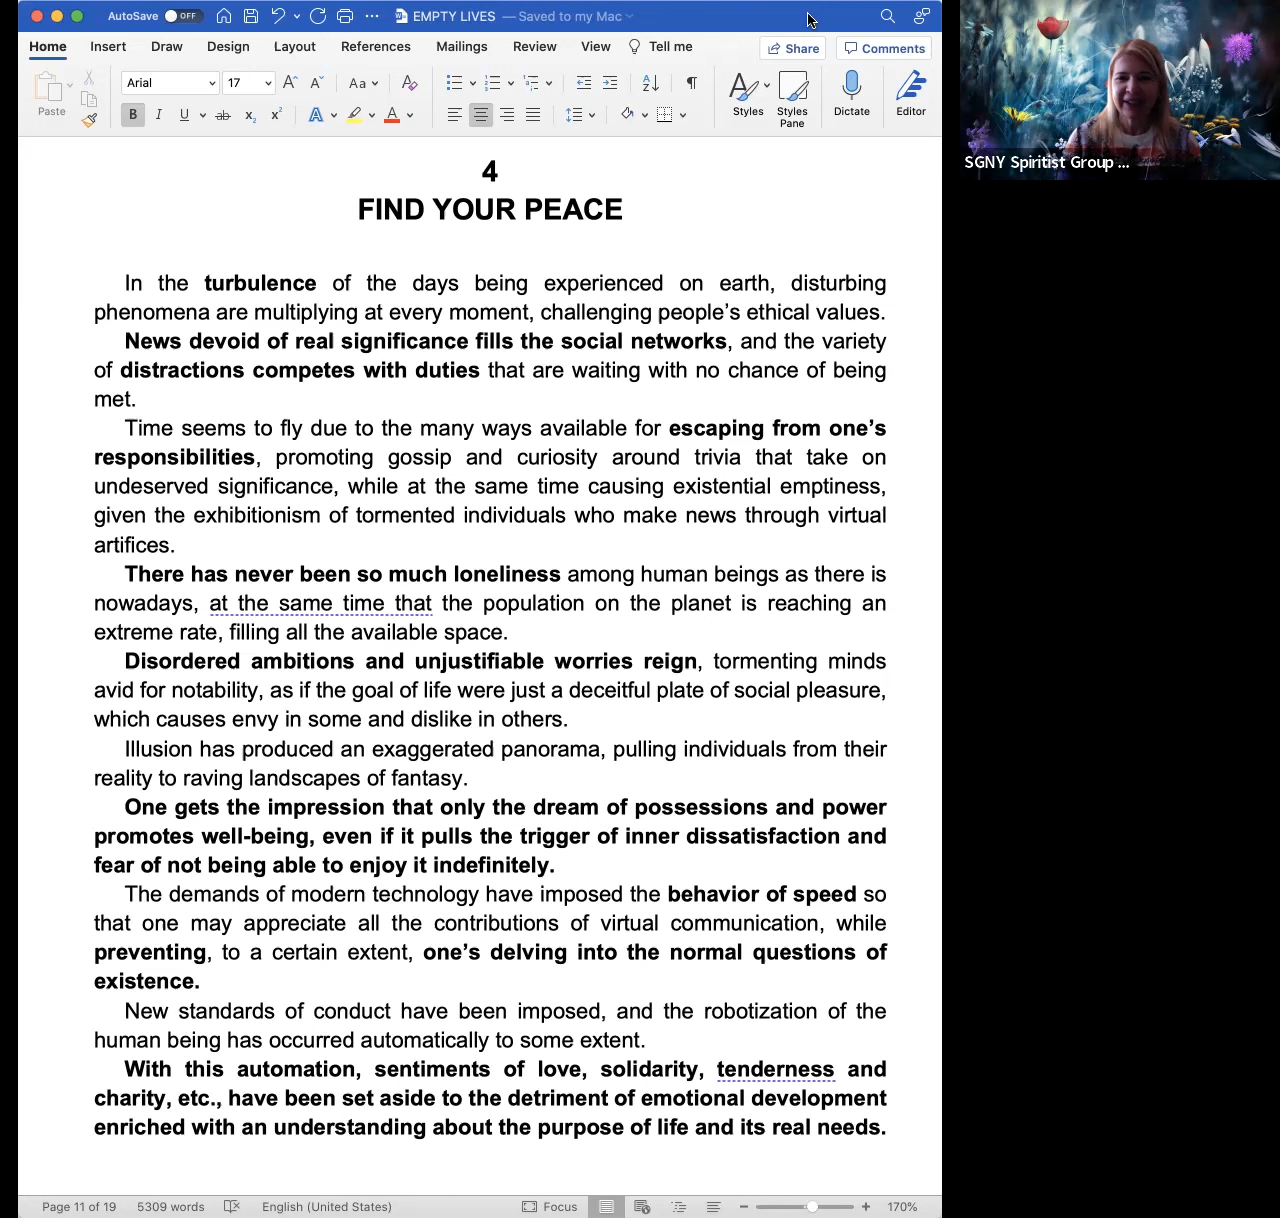 AutoSave OFF EMPTY LIVES — Saved to my Mac
Home Insert Draw Design Layout References Mailings Review View Tell me Share Comments
Paste Arial 17 Aa Styles Styles Pane Dictate Editor
B I U ab x2 x2 A A
SGNY Spiritist Group ...
4
FIND YOUR PEACE
In the turbulence of the days being experienced on earth, disturbing
phenomena are multiplying at every moment, challenging people's ethical values.
News devoid of real significance fills the social networks, and the variety
of distractions competes with duties that are waiting with no chance of being
met.
Time seems to fly due to the many ways available for escaping from one's
responsibilities, promoting gossip and curiosity around trivia that take on
undeserved significance, while at the same time causing existential emptiness,
given the exhibitionism of tormented individuals who make news through virtual
artifices.
There has never been so much loneliness among human beings as there is
nowadays, at the same time that the population on the planet is reaching an
extreme rate, filling all the available space.
Disordered ambitions and unjustifiable worries reign, tormenting minds
avid for notability, as if the goal of life were just a deceitful plate of social pleasure,
which causes envy in some and dislike in others.
Illusion has produced an exaggerated panorama, pulling individuals from their
reality to raving landscapes of fantasy.
One gets the impression that only the dream of possessions and power
promotes well-being, even if it pulls the trigger of inner dissatisfaction and
fear of not being able to enjoy it indefinitely.
The demands of modern technology have imposed the behavior of speed so
that one may appreciate all the contributions of virtual communication, while
preventing, to a certain extent, one's delving into the normal questions of
existence.
New standards of conduct have been imposed, and the robotization of the
human being has occurred automatically to some extent.
With this automation, sentiments of love, solidarity, tenderness and
charity, etc., have been set aside to the detriment of emotional development
enriched with an understanding about the purpose of life and its real needs.
Page 11 of 19 5309 words English (United States) Focus 170%